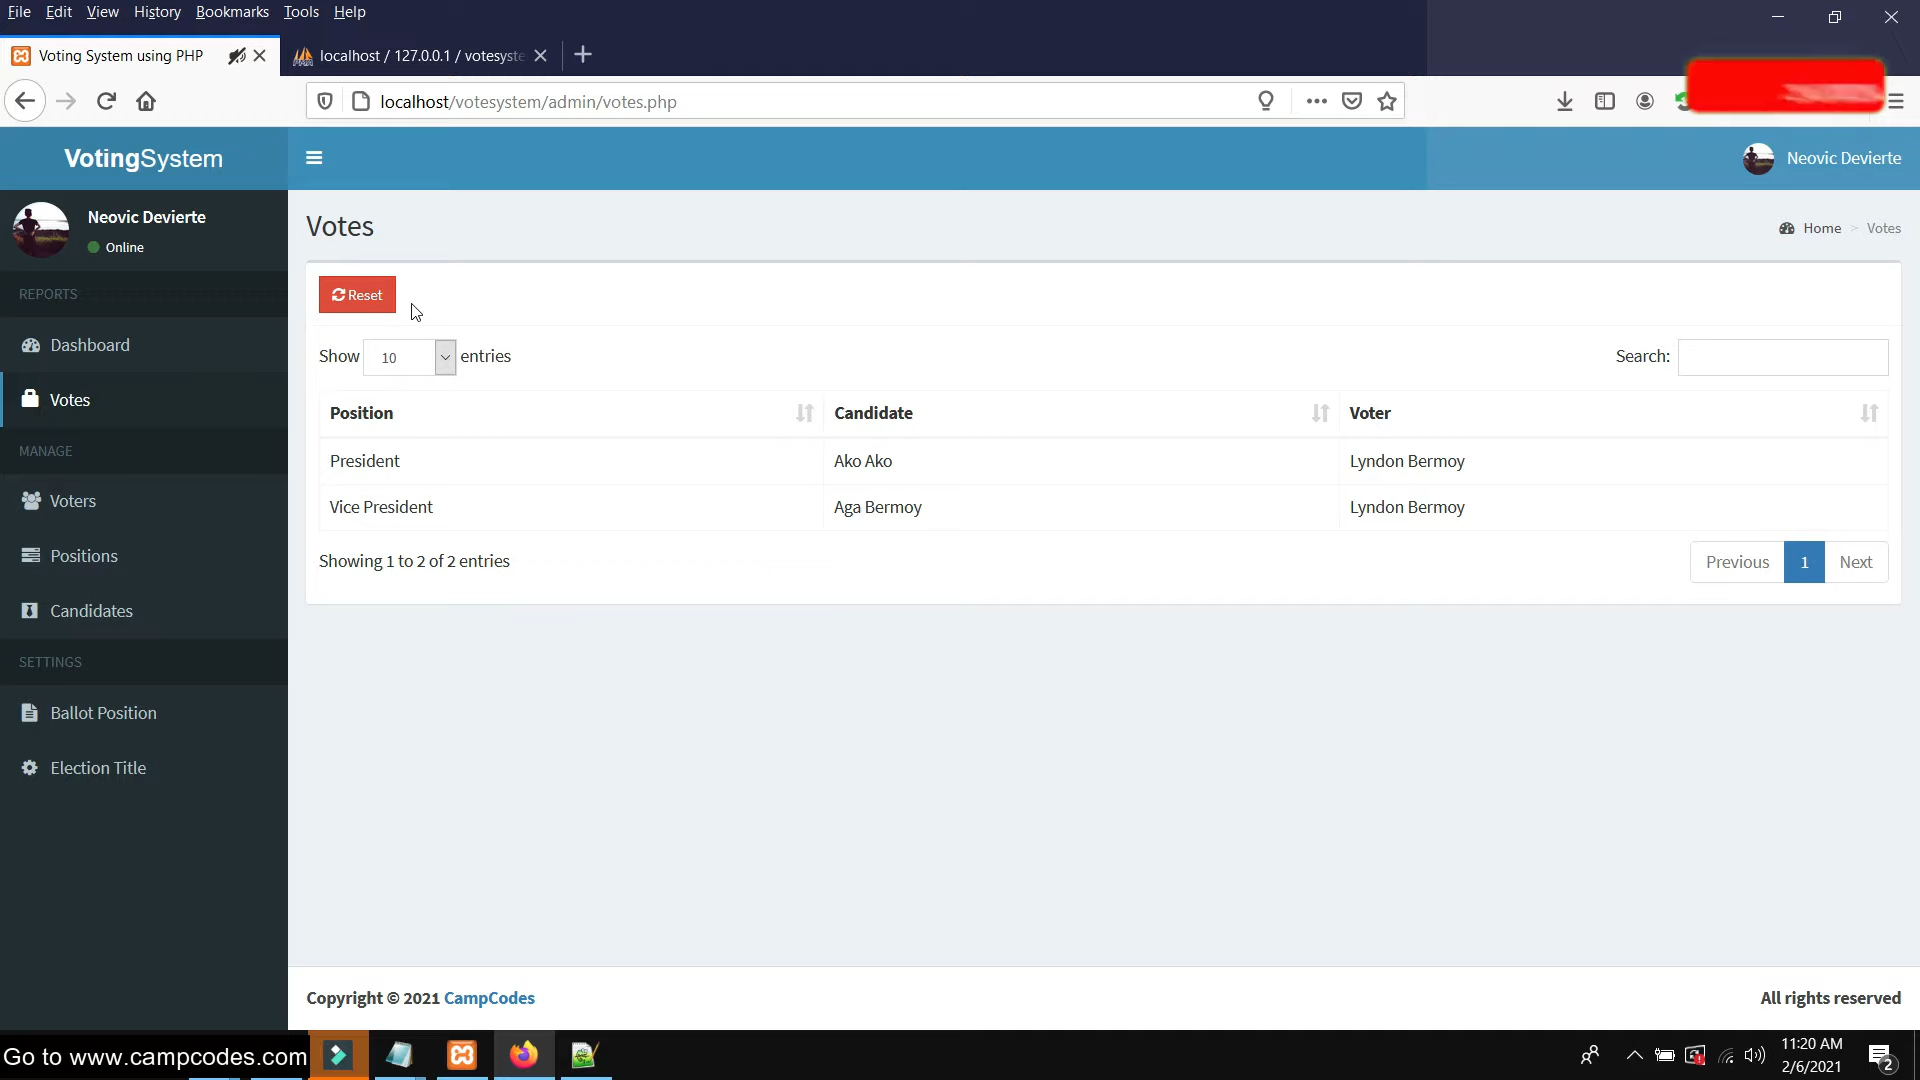 File Edit View History Bookmarks Tools Help
Voting System using PHP
localhost / 127.0.0.1 / votesyste
localhost/votesystem/admin/votes.php
VotingSystem
Neovic Devierte
Neovic Devierte
Online
REPORTS
Dashboard
Votes
MANAGE
Voters
Positions
Candidates
SETTINGS
Ballot Position
Election Title
Votes
Home > Votes
Reset
Show 10 entries
Search:
Position Candidate Voter
President Ako Ako Lyndon Bermoy
Vice President Aga Bermoy Lyndon Bermoy
Showing 1 to 2 of 2 entries
Previous 1 Next
Copyright © 2021 CampCodes
All rights reserved
Go to www.campcodes.com
11:20 AM
2/6/2021
2